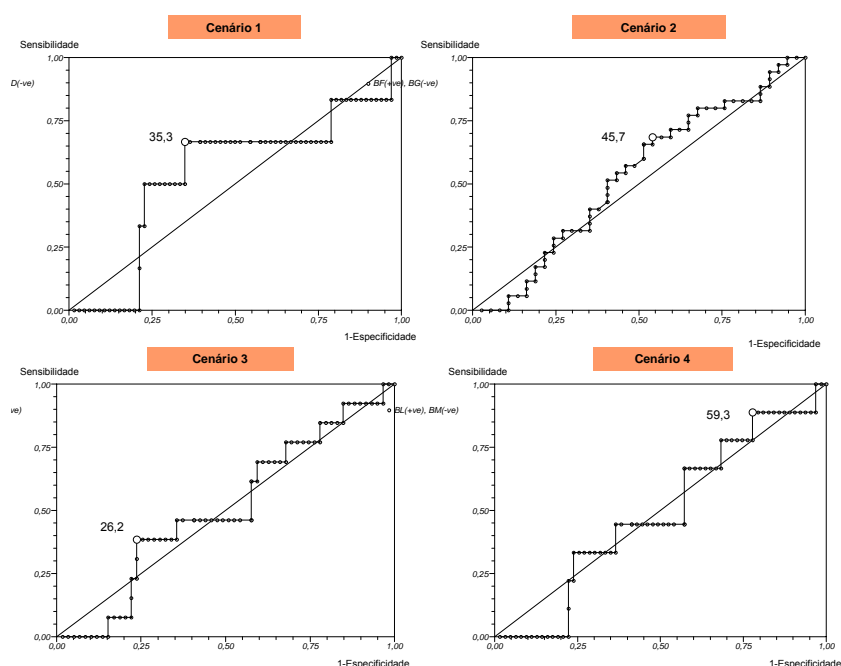 Cenário 1
Sensibilidade
1,00
D(-ve)
BF(+ve), BG(-ve)
0,75
35,3
0,50
0,25
0,00
0,00 0,25 0,50 0,75 1,00
1-Especificidade
Cenário 2
Sensibilidade
1,00
0,75
45,7
0,50
0,25
0,00
0,00 0,25 0,50 0,75 1,00
1-Especificidade
Cenário 3
Sensibilidade
1,00
ve)
BL(+ve), BM(-ve)
0,75
0,50
26,2
0,25
0,00
0,00 0,25 0,50 0,75 1,00
1-Especificidade
Cenário 4
Sensibilidade
1,00
59,3
0,75
0,50
0,25
0,00
0,00 0,25 0,50 0,75 1,00
1-Especificidade